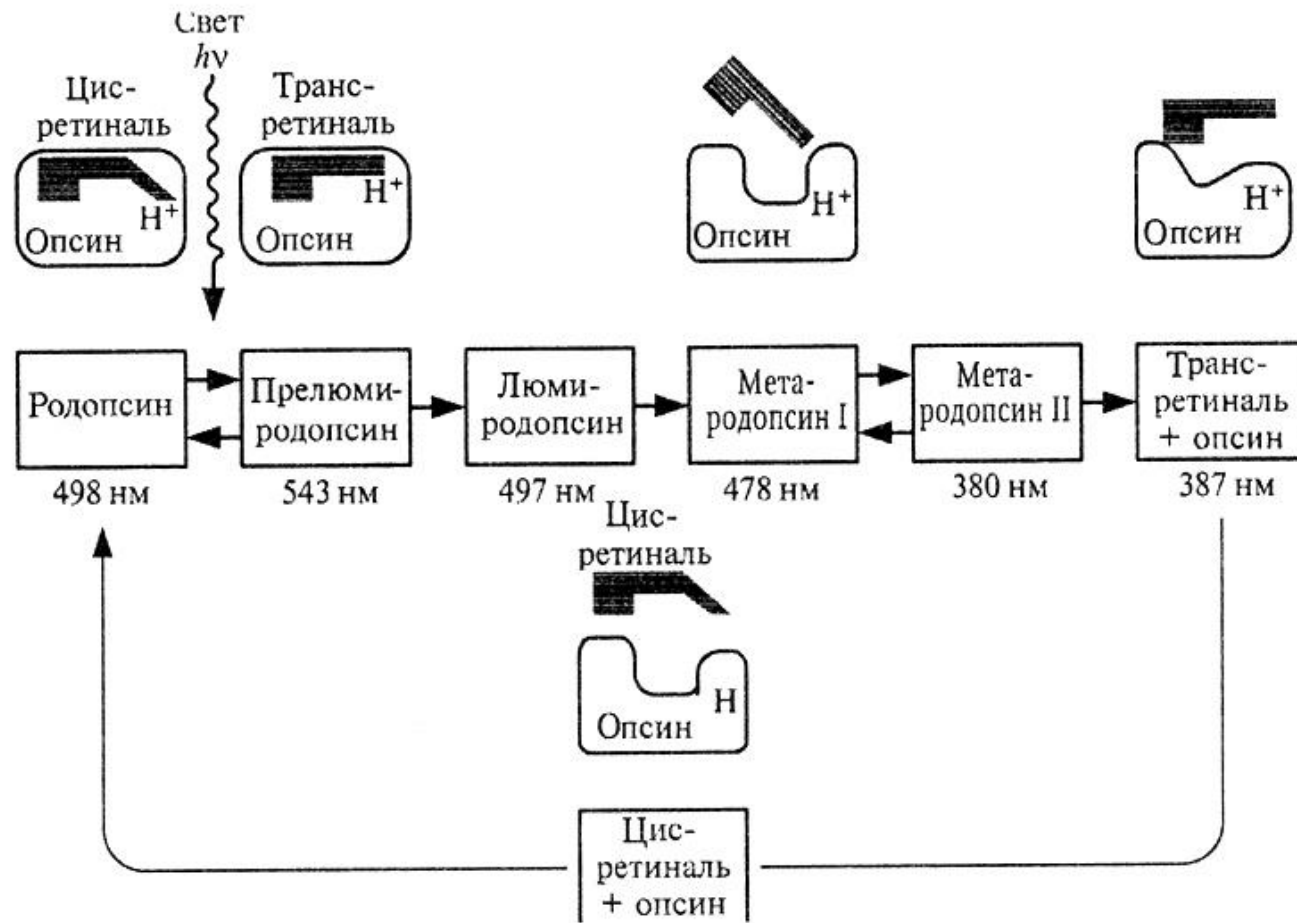 Свет
hν
Цис-
ретиналь
Опсин
H⁺
Транс-
ретиналь
H⁺
Опсин
H⁺
Опсин
H⁺
Опсин
Родопсин
498 нм
Прелюми-
родопсин
543 нм
Люми-
родопсин
497 нм
Мета-
родопсин I
478 нм
Мета-
родопсин II
380 нм
Транс-
ретиналь
+ опсин
387 нм
Цис-
ретиналь
H
Опсин
Цис-
ретиналь
+ опсин